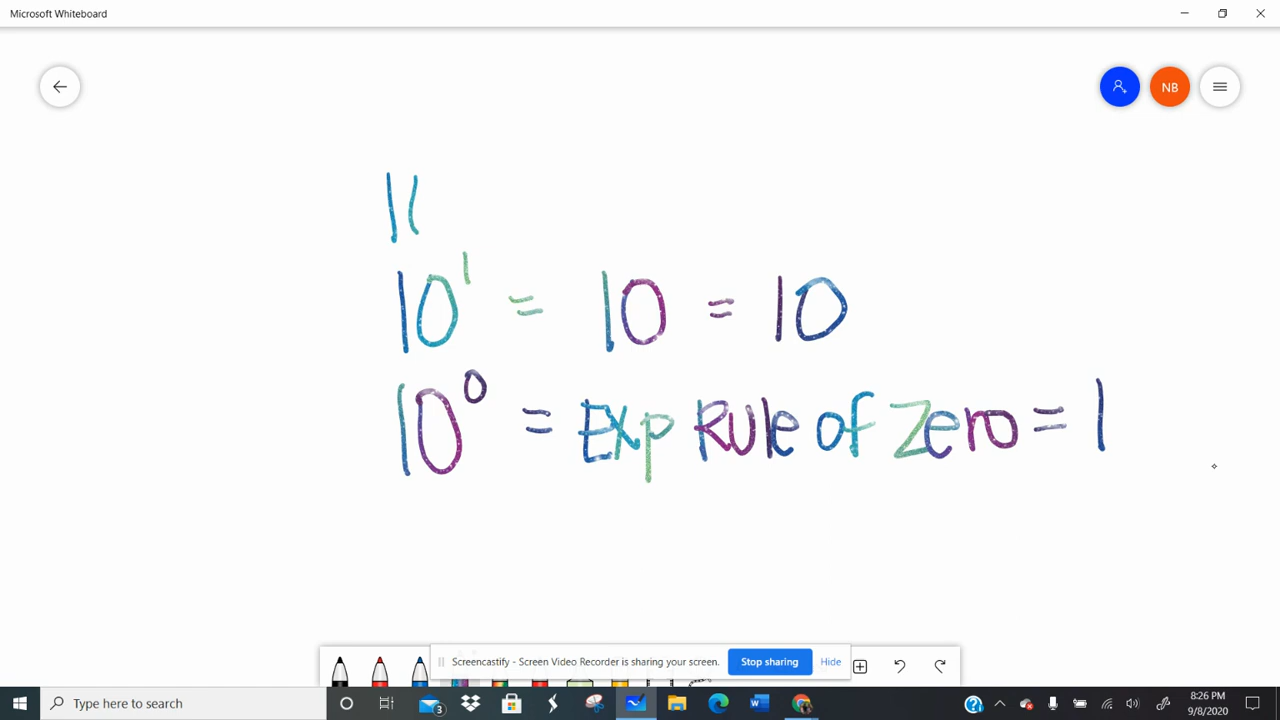 Microsoft Whiteboard
NB
10¹ = 10 = 10
10⁰ = Exp Rule of Zero = 1
Screencastify - Screen Video Recorder is sharing your screen. Stop sharing Hide
Type here to search
3
8:26 PM
9/8/2020